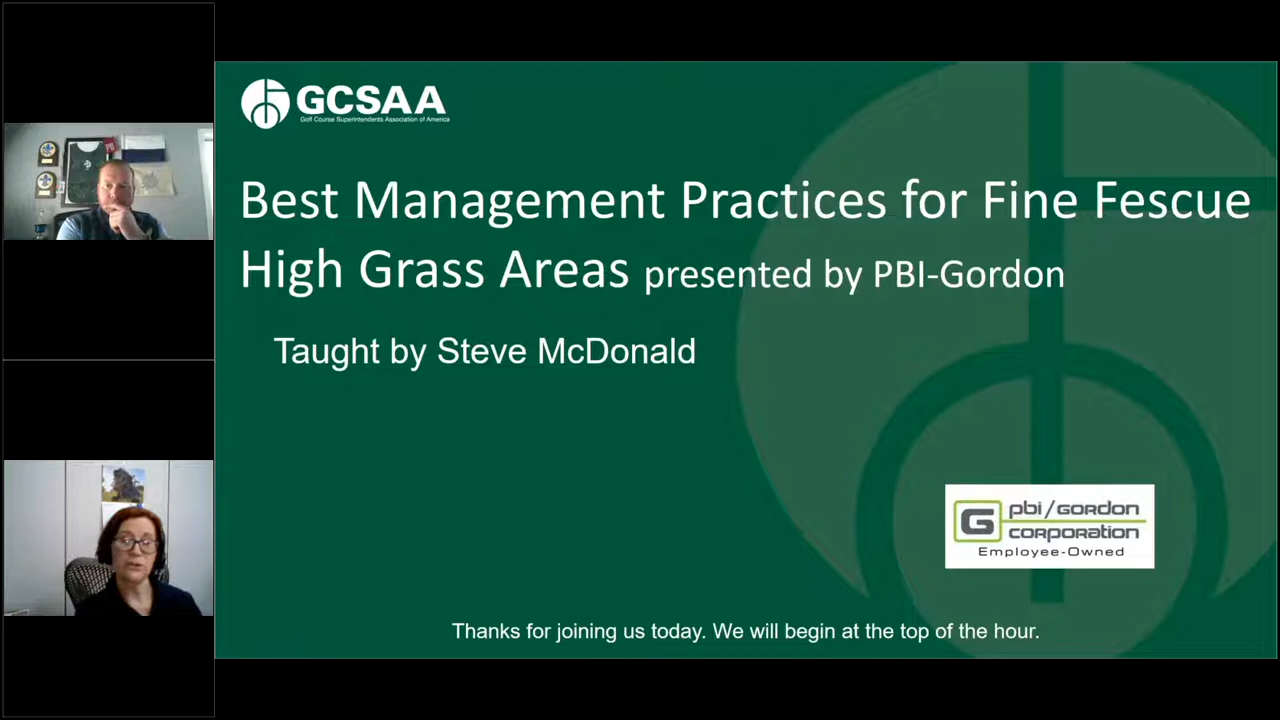 GCSAA
Golf Course Superintendents Association of America
Best Management Practices for Fine Fescue
High Grass Areas presented by PBI-Gordon
Taught by Steve McDonald
G pbi/GORDON
CORPORATION
Employee-Owned
Thanks for joining us today. We will begin at the top of the hour.